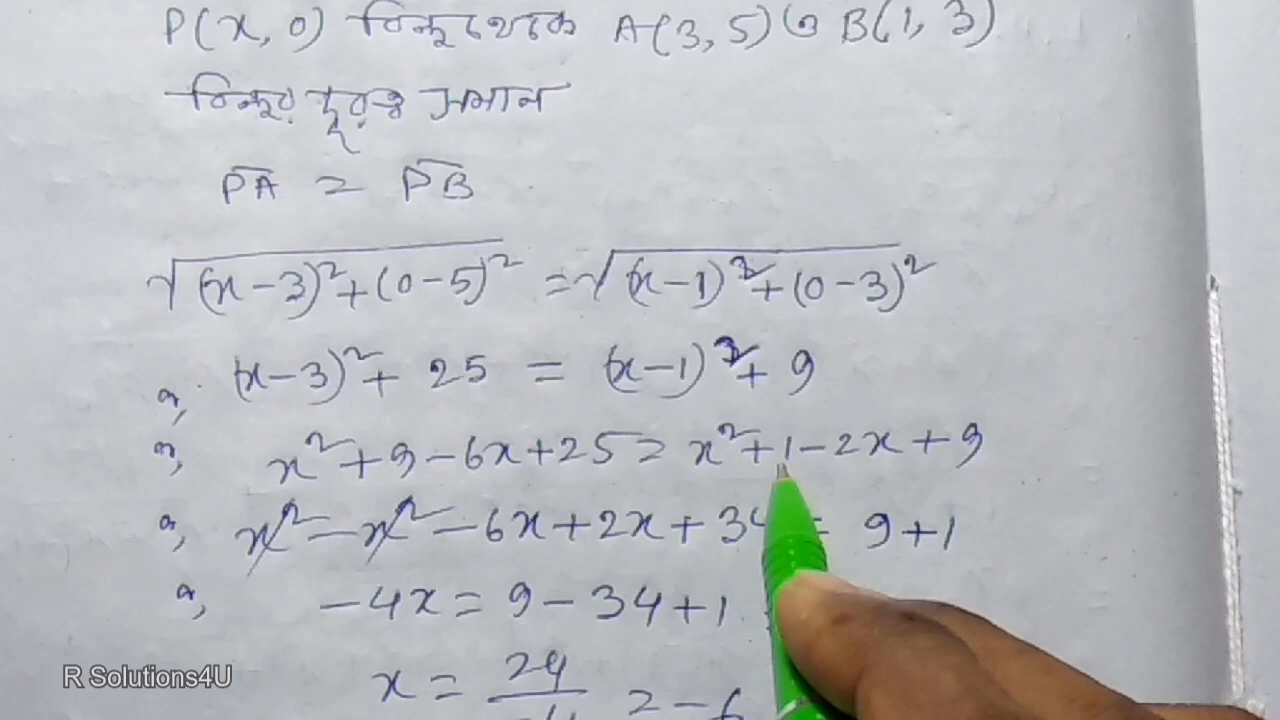 P(x, 0) বিন্দু থেকে A(3, 5) ও B(1, 3)
বিন্দুর দূরত্ব সমান
PA = PB
√(x-3)²+(0-5)² = √(x-1)²+(0-3)²
বা, (x-3)²+ 25 = (x-1)²+ 9
বা, x²+9-6x+25 = x²+1-2x+9
বা, x²-x²-6x+2x+34 = 9+1
বা, -4x = 9-34+1
x = 24/-4 = -6
R Solutions4U